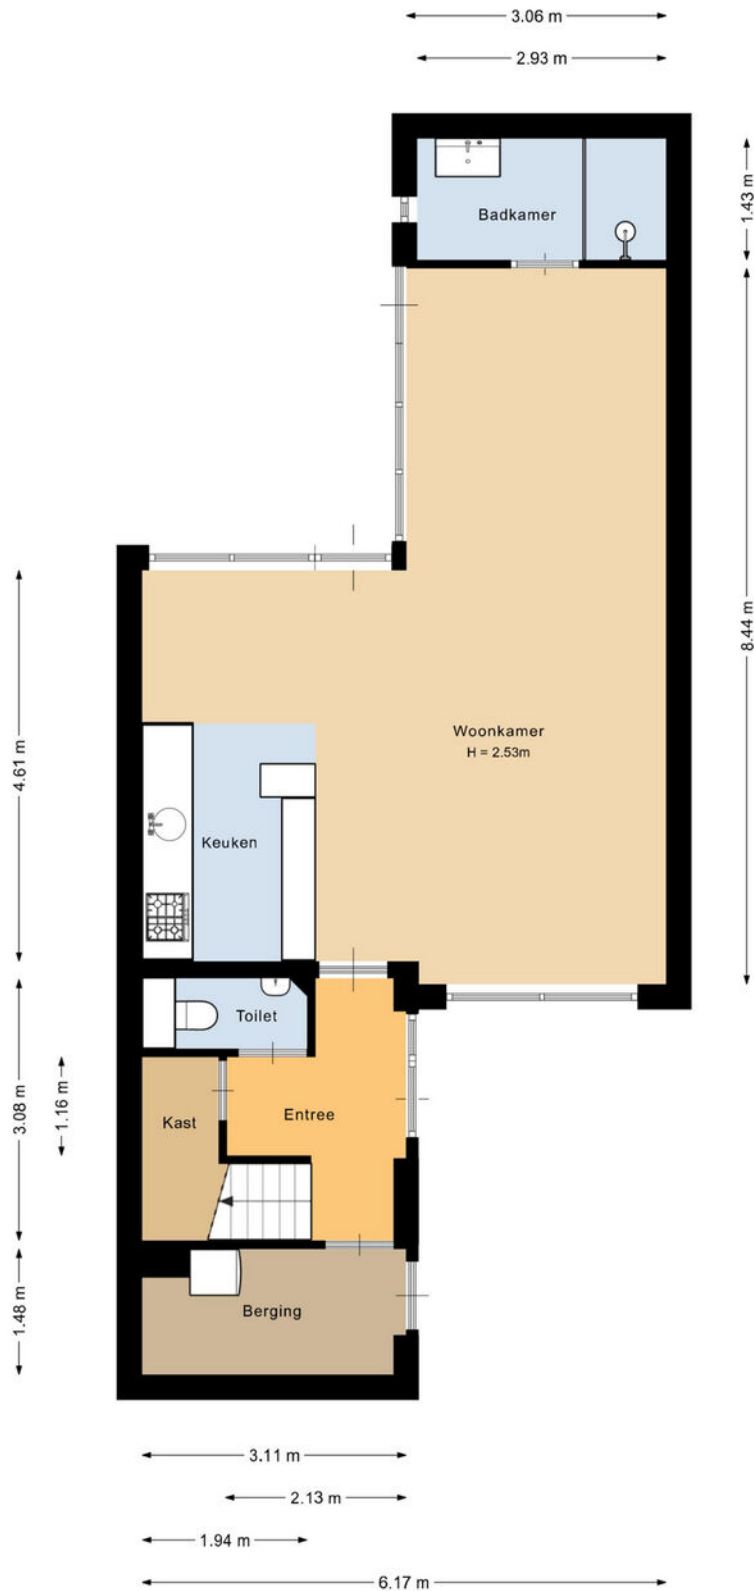 3.06 m
2.93 m
1.43 m
Badkamer
8.44 m
Woonkamer
H = 2.53m
4.61 m
Keuken
Toilet
3.08 m
1.16 m
Kast
Entree
1.48 m
Berging
3.11 m
2.13 m
1.94 m
6.17 m